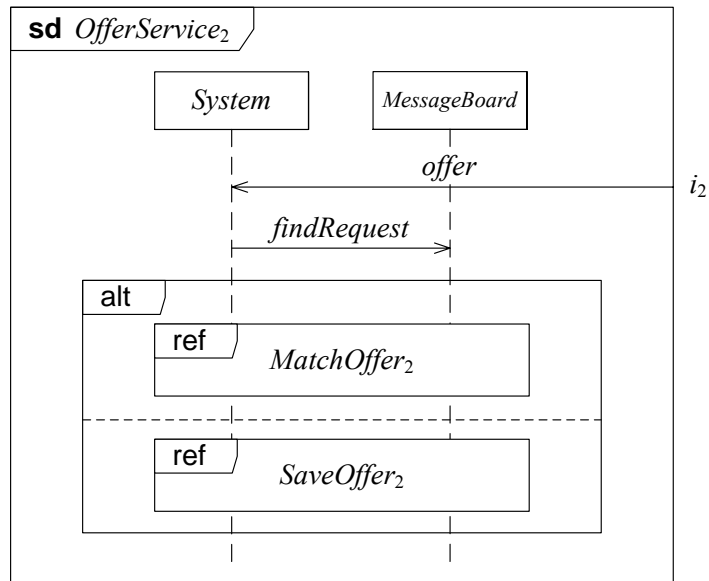 sd OfferService₂
System
MessageBoard
offer
i₂
findRequest
alt
ref
MatchOffer₂
ref
SaveOffer₂